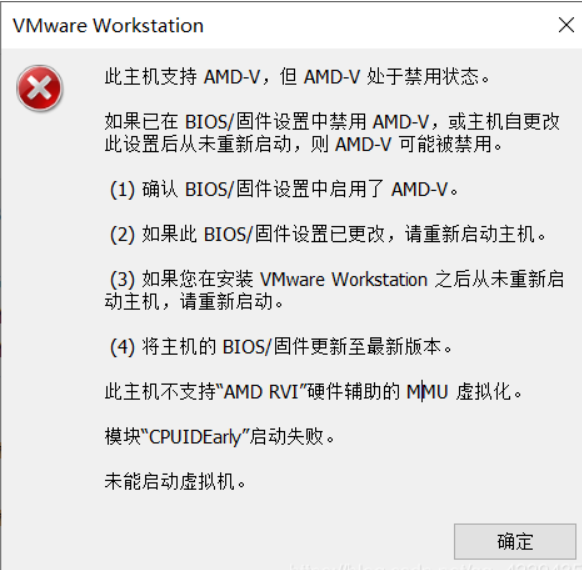 VMware Workstation
此主机支持 AMD-V，但 AMD-V 处于禁用状态。
如果已在 BIOS/固件设置中禁用 AMD-V，或主机自更改
此设置后从未重新启动，则 AMD-V 可能被禁用。
(1) 确认 BIOS/固件设置中启用了 AMD-V。
(2) 如果此 BIOS/固件设置已更改，请重新启动主机。
(3) 如果您在安装 VMware Workstation 之后从未重新启
动主机，请重新启动。
(4) 将主机的 BIOS/固件更新至最新版本。
此主机不支持“AMD RVI”硬件辅助的 MMU 虚拟化。
模块“CPUIDEarly”启动失败。
未能启动虚拟机。
确定